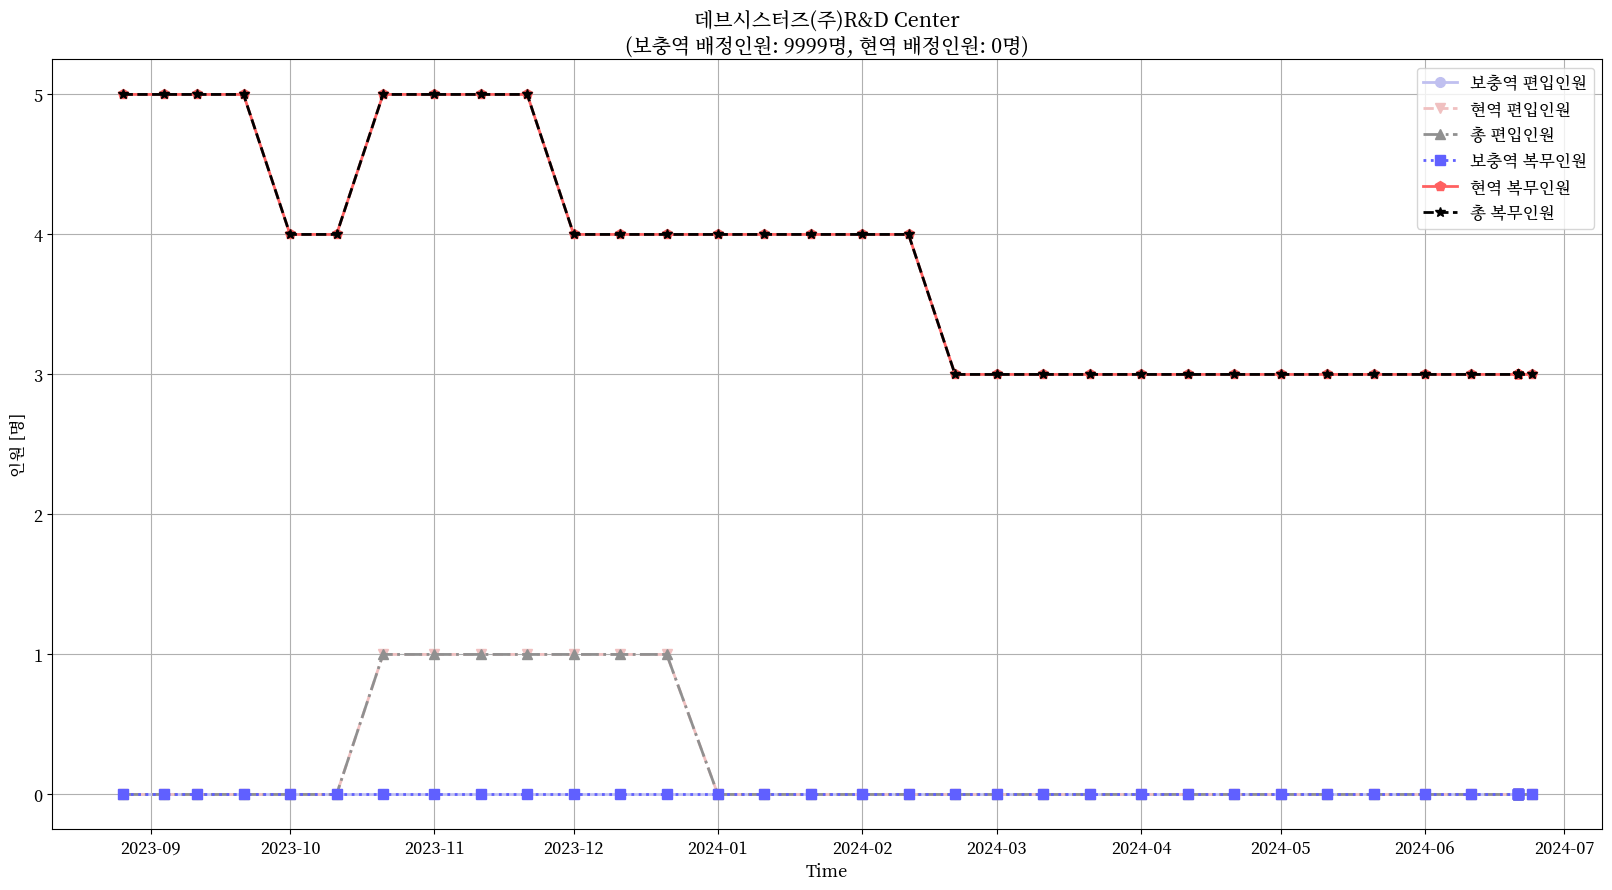 데브시스터즈(주)R&D Center
(보충역 배정인원: 9999명, 현역 배정인원: 0명)
보충역 편입인원
현역 편입인원
총 편입인원
보충역 복무인원
현역 복무인원
총 복무인원
인원 [명]
5
4
3
2
1
0
2023-09
2023-10
2023-11
2023-12
2024-01
2024-02
2024-03
2024-04
2024-05
2024-06
2024-07
Time